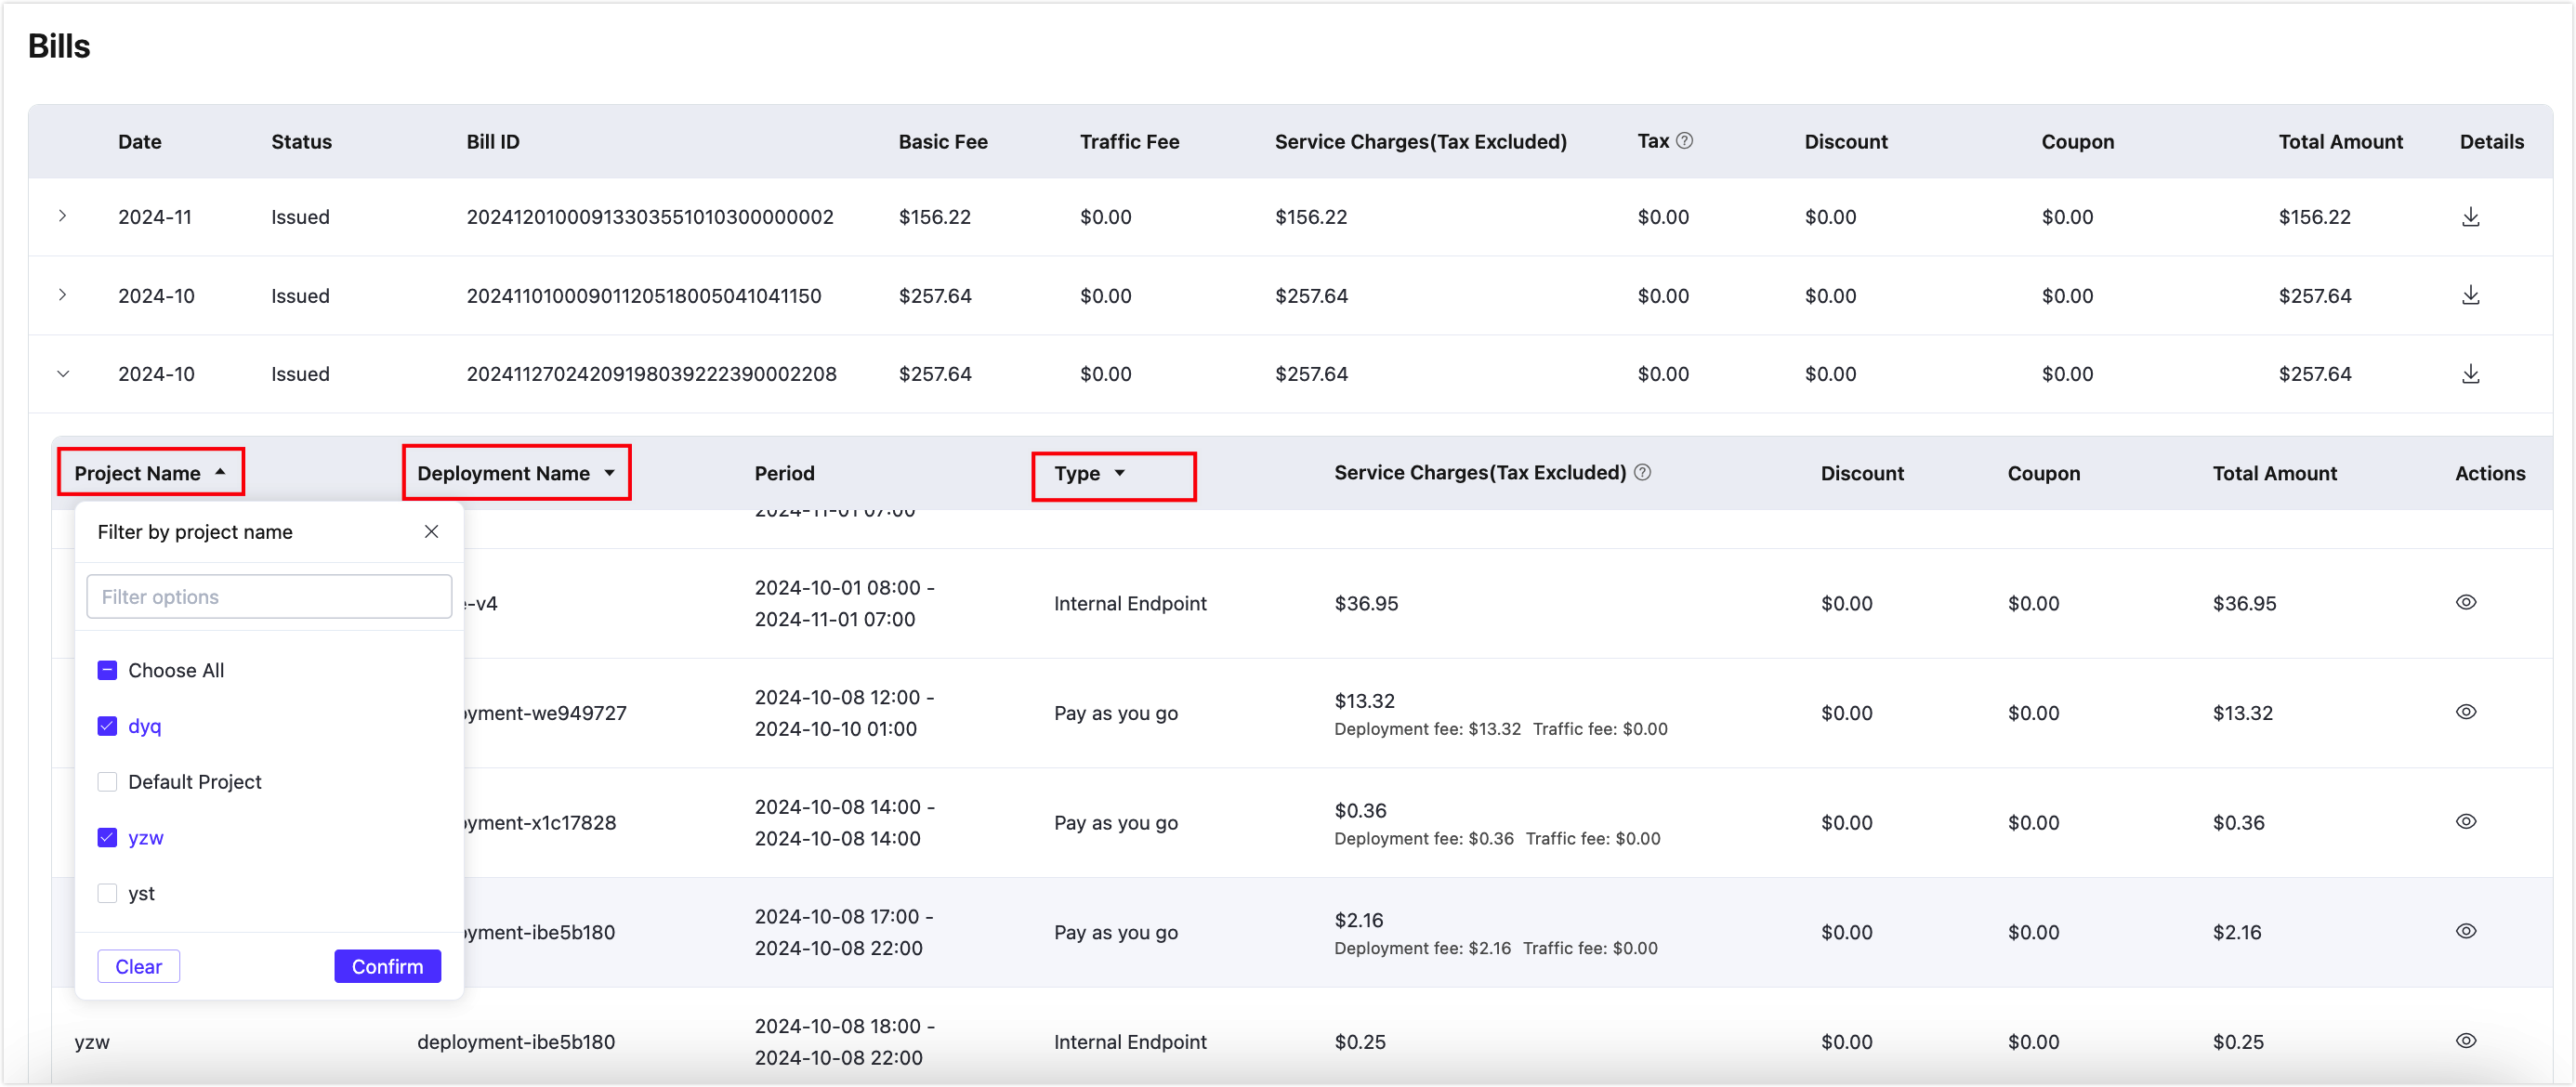 Bills
Date Status Bill ID Basic Fee Traffic Fee Service Charges(Tax Excluded) Tax Discount Coupon Total Amount Details
2024-11 Issued 2024120100091330355101030000002 $156.22 $0.00 $156.22 $0.00 $0.00 $0.00 $156.22
2024-10 Issued 2024110100090112051800504104​1150 $257.64 $0.00 $257.64 $0.00 $0.00 $0.00 $257.64
2024-10 Issued 2024112702420919803922239000​2208 $257.64 $0.00 $257.64 $0.00 $0.00 $0.00 $257.64
Project Name Deployment Name Period Type Service Charges(Tax Excluded) Discount Coupon Total Amount Actions
2024-11-01 07:00
Filter by project name
Filter options
Choose All
dyq
Default Project
yzw
yst
Clear Confirm
e-v4 2024-10-01 08:00 - Internal Endpoint $36.95 $0.00 $0.00 $36.95
2024-11-01 07:00
yment-we949727 2024-10-08 12:00 - Pay as you go $13.32 $0.00 $0.00 $13.32
2024-10-10 01:00 Deployment fee: $13.32 Traffic fee: $0.00
yment-x1c17828 2024-10-08 14:00 - Pay as you go $0.36 $0.00 $0.00 $0.36
2024-10-08 14:00 Deployment fee: $0.36 Traffic fee: $0.00
yment-ibe5b180 2024-10-08 17:00 - Pay as you go $2.16 $0.00 $0.00 $2.16
2024-10-08 22:00 Deployment fee: $2.16 Traffic fee: $0.00
yzw deployment-ibe5b180 2024-10-08 18:00 - Internal Endpoint $0.25 $0.00 $0.00 $0.25
2024-10-08 22:00